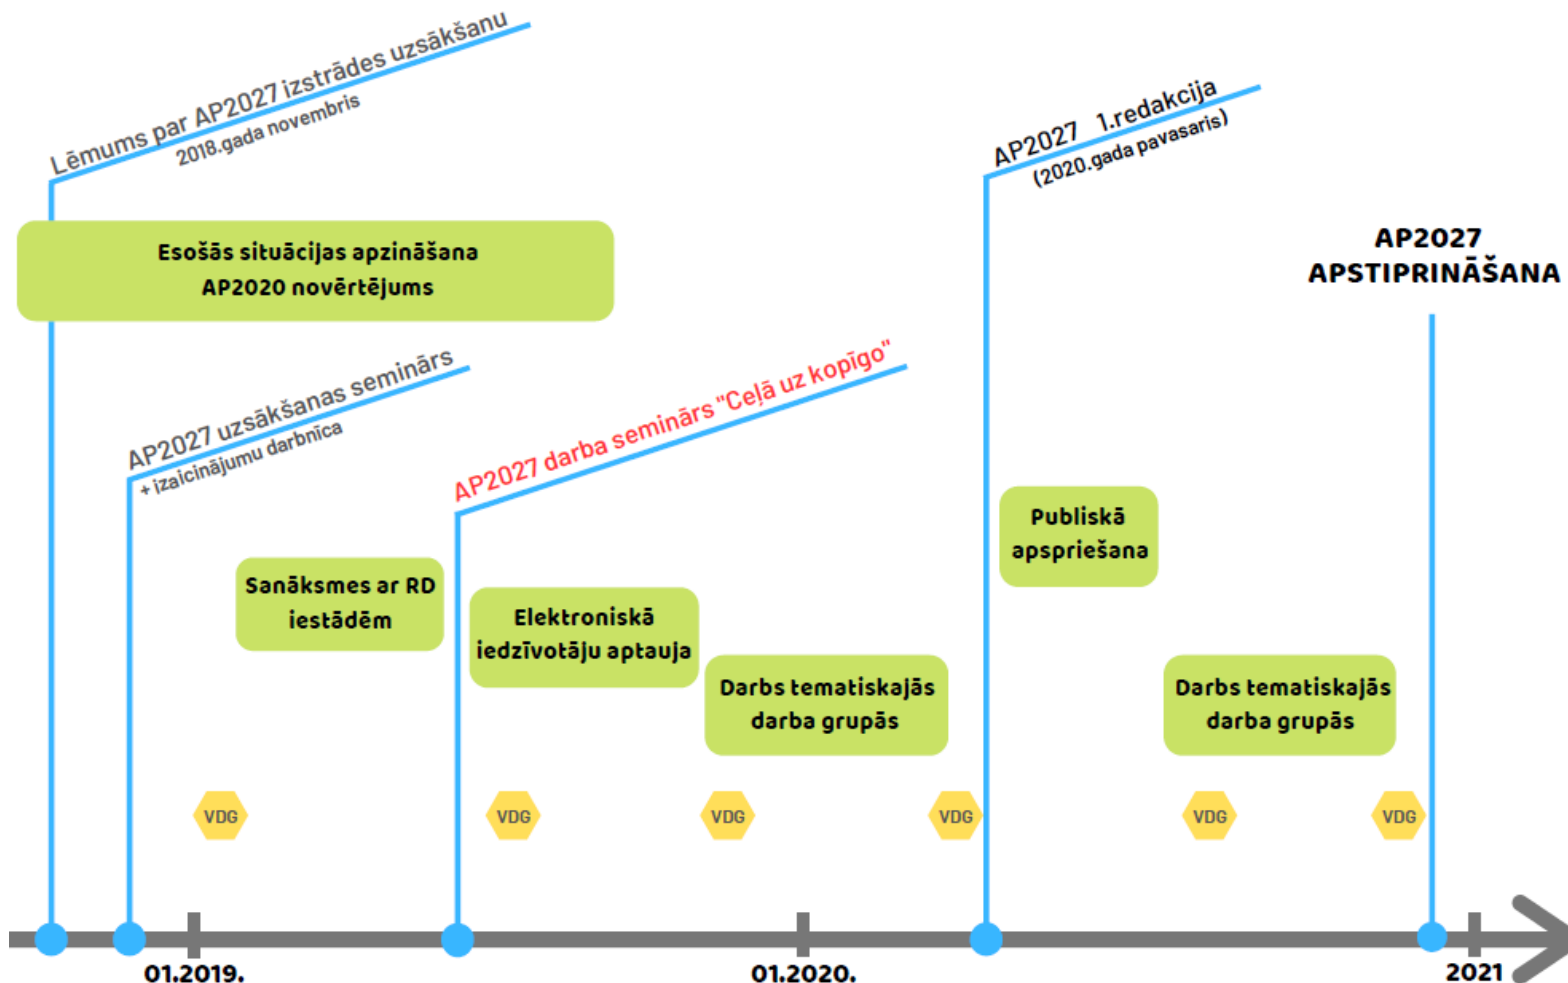 Lēmums par AP2027 izstrādes uzsākšanu
2018.gada novembris
AP2027 1.redakcija
(2020.gada pavasaris)
Esošās situācijas apzināšana
AP2020 novērtējums
AP2027
APSTIPRINĀŠANA
AP2027 uzsākšanas seminārs
+ izaicinājumu darbnīca
AP2027 darba seminārs "Ceļā uz kopīgo"
Publiskā
apspriešana
Sanāksmes ar RD
iestādēm
Elektroniskā
iedzīvotāju aptauja
Darbs tematiskajās
darba grupās
Darbs tematiskajās
darba grupās
VDG
VDG
VDG
VDG
VDG
VDG
01.2019.
01.2020.
2021